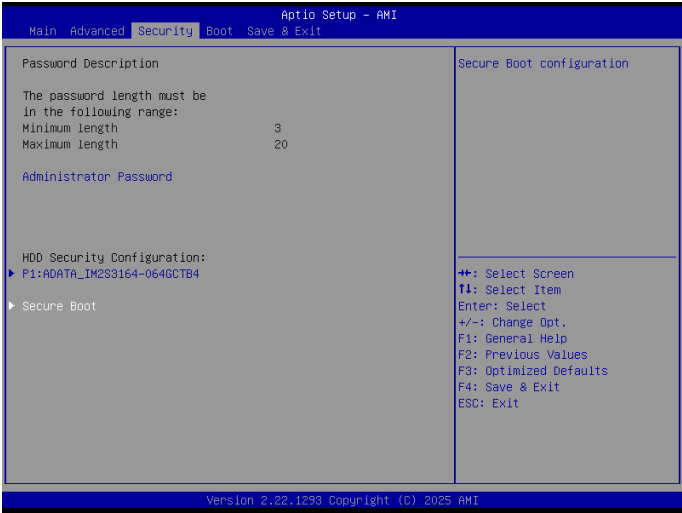 Aptio Setup - AMI
Main Advanced Security Boot Save & Exit
Password Description
The password length must be
in the following range:
Minimum length 3
Maximum length 20
Administrator Password
HDD Security Configuration:
P1:ADATA_IM2S3164-064GCTB4
Secure Boot
Secure Boot configuration
→←: Select Screen
↑↓: Select Item
Enter: Select
+/-: Change Opt.
F1: General Help
F2: Previous Values
F3: Optimized Defaults
F4: Save & Exit
ESC: Exit
Version 2.22.1293 Copyright (C) 2025 AMI